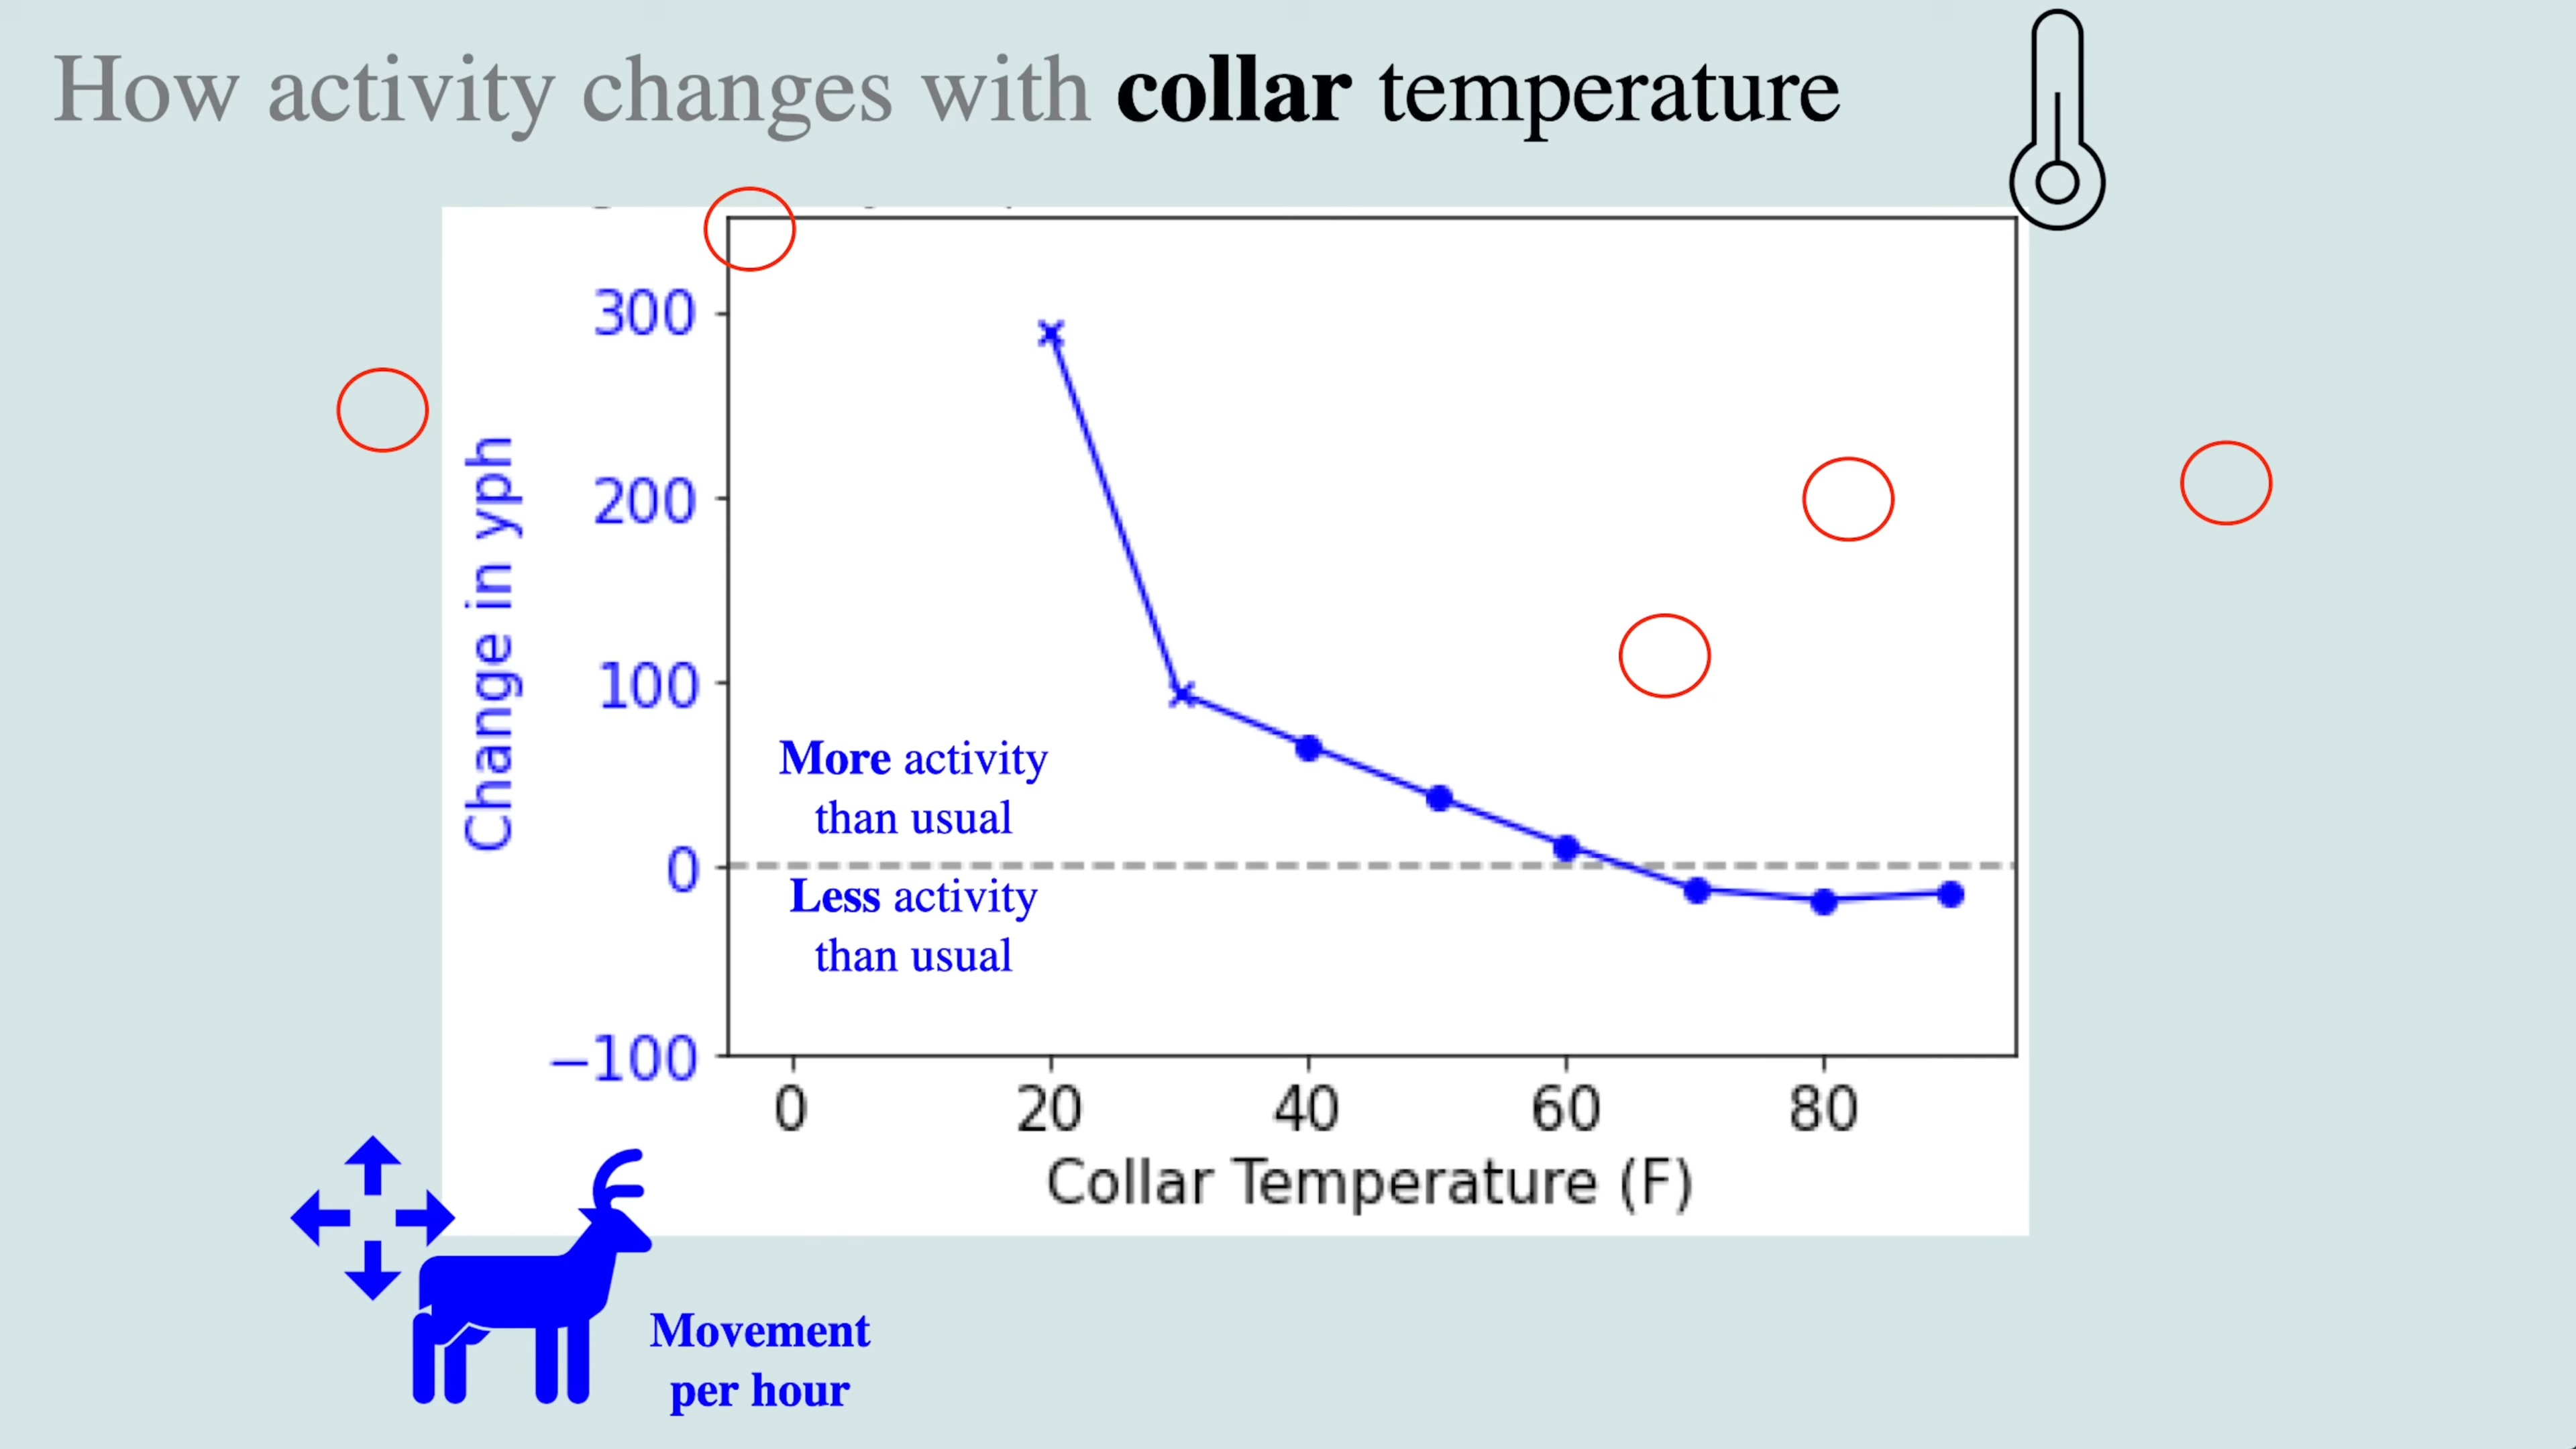 How activity changes with collar temperature
300
200
100
0
−100
Change in yph
More activity
than usual
Less activity
than usual
0 20 40 60 80
Collar Temperature (F)
Movement
per hour